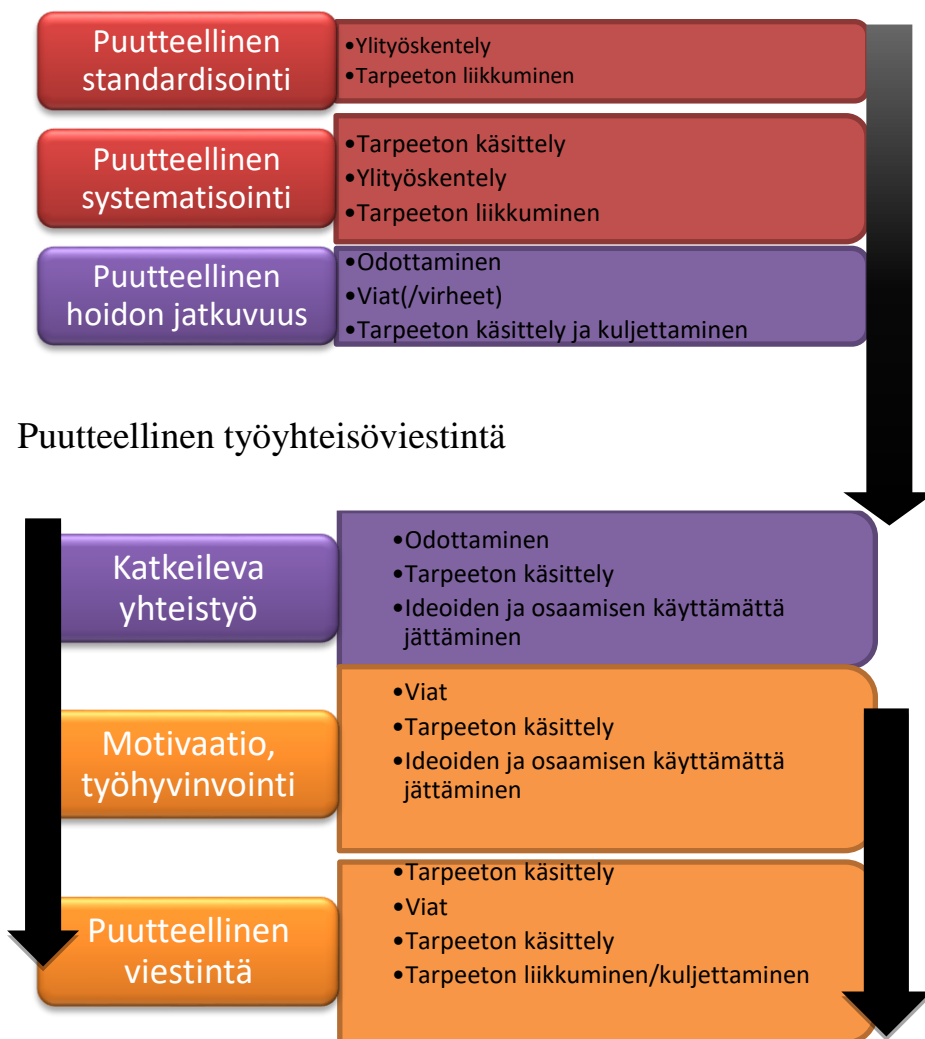 Puutteellinen
standardisointi
•Ylityöskentely
•Tarpeeton liikkuminen
Puutteellinen
systematisointi
•Tarpeeton käsittely
•Ylityöskentely
•Tarpeeton liikkuminen
Puutteellinen
hoidon jatkuvuus
•Odottaminen
•Viat(/virheet)
•Tarpeeton käsittely ja kuljettaminen
Puutteellinen työyhteisöviestintä
Katkeileva
yhteistyö
•Odottaminen
•Tarpeeton käsittely
•Ideoiden ja osaamisen käyttämättä
jättäminen
Motivaatio,
työhyvinvointi
•Viat
•Tarpeeton käsittely
•Ideoiden ja osaamisen käyttämättä
jättäminen
Puutteellinen
viestintä
•Tarpeeton käsittely
•Viat
•Tarpeeton käsittely
•Tarpeeton liikkuminen/kuljettaminen